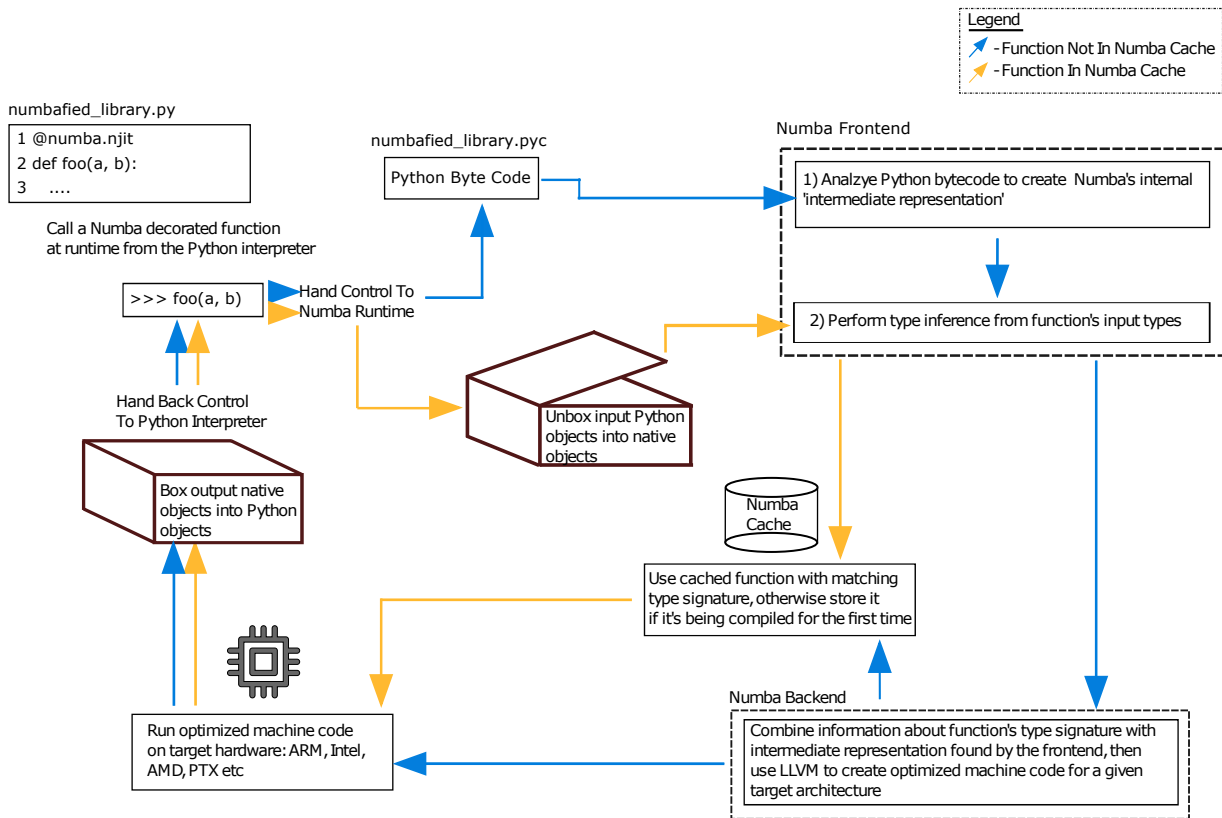 Legend
- Function Not In Numba Cache
- Function In Numba Cache
numbafied_library.py
1 @numba.njit
2 def foo(a, b):
3 ....
Call a Numba decorated function
at runtime from the Python interpreter
numbafied_library.pyc
Python Byte Code
Numba Frontend
1) Analzye Python bytecode to create Numba's internal
'intermediate representation'
>>> foo(a, b)
Hand Control To
Numba Runtime
2) Perform type inference from function's input types
Hand Back Control
To Python Interpreter
Unbox input Python
objects into native
objects
Box output native
objects into Python
objects
Numba
Cache
Use cached function with matching
type signature, otherwise store it
if it's being compiled for the first time
Numba Backend
Run optimized machine code
on target hardware: ARM, Intel,
AMD, PTX etc
Combine information about function's type signature with
intermediate representation found by the frontend, then
use LLVM to create optimized machine code for a given
target architecture